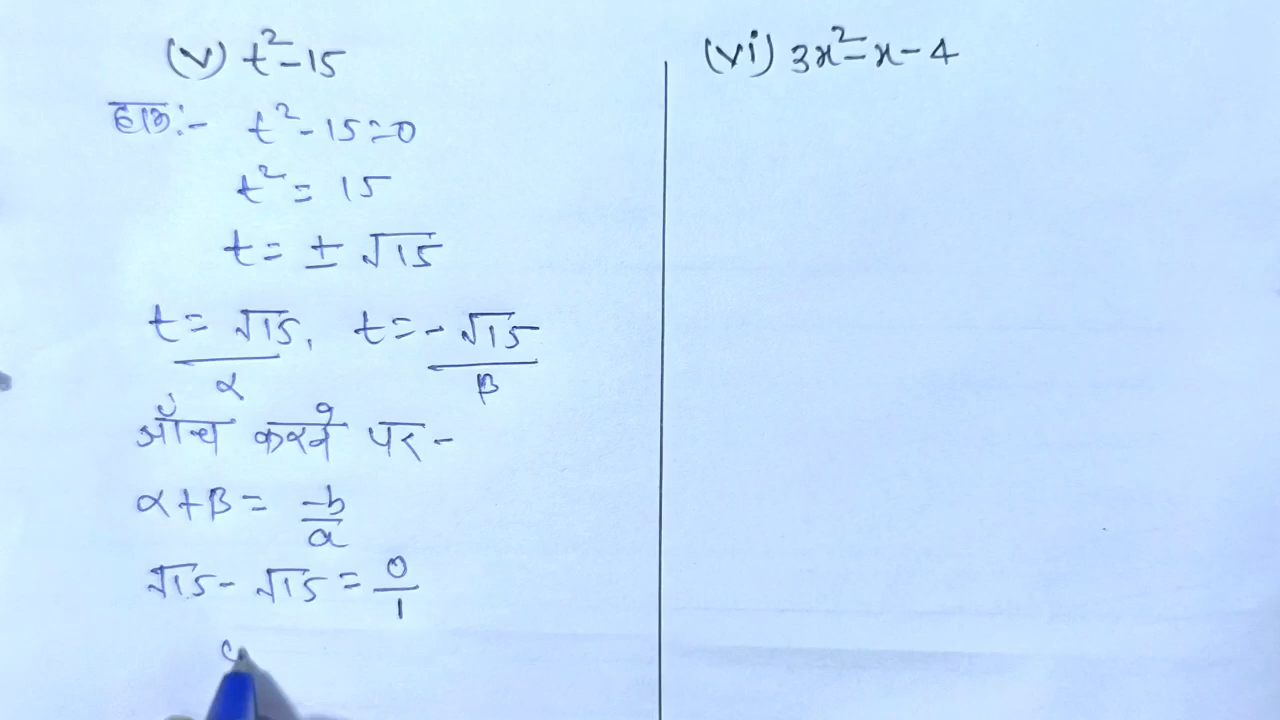 (v) t²-15
हल:- t²-15=0
t² = 15
t = ± √15
t = √15, t = -√15
α β
जाँच करने पर-
α+β = -b/a
√15 - √15 = 0/1
(vi) 3x²-x-4